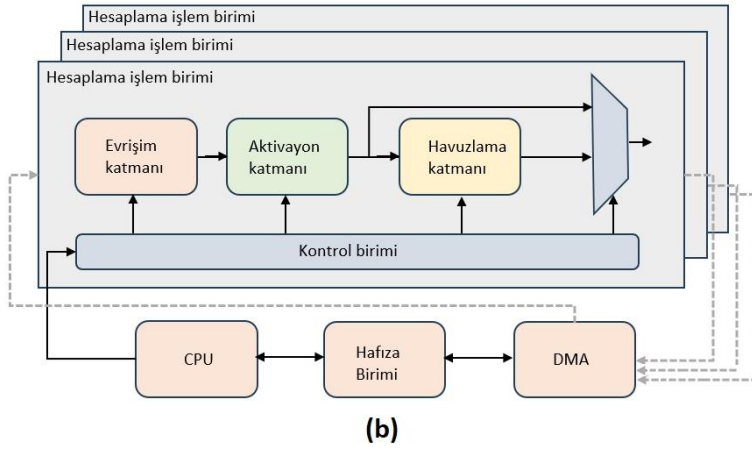 Hesaplama işlem birimi
Hesaplama işlem birimi
Hesaplama işlem birimi
Evrişim
katmanı
Aktivayon
katmanı
Havuzlama
katmanı
Kontrol birimi
CPU
Hafıza
Birimi
DMA
(b)